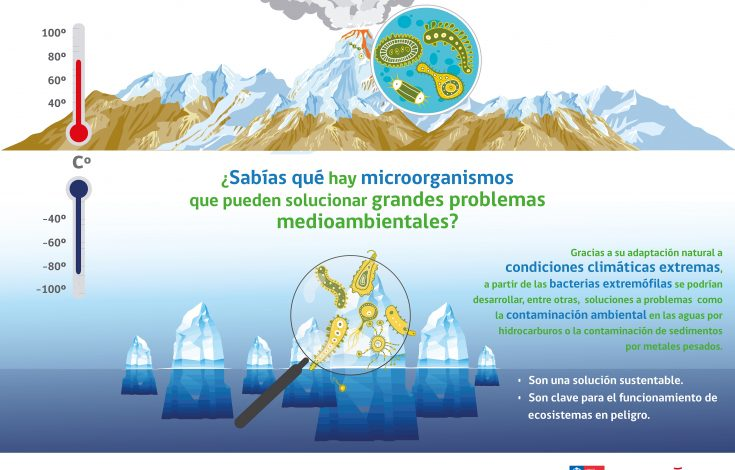 100º
80º
60º
40º
Cº
-40º
-60º
-80º
-100º
¿Sabías qué hay microorganismos
que pueden solucionar grandes problemas
medioambientales?
Gracias a su adaptación natural a
condiciones climáticas extremas,
a partir de las bacterias extremófilas se podrían
desarrollar, entre otras, soluciones a problemas como
la contaminación ambiental en las aguas por
hidrocarburos o la contaminación de sedimentos
por metales pesados.
• Son una solución sustentable.
• Son clave para el funcionamiento de
ecosistemas en peligro.